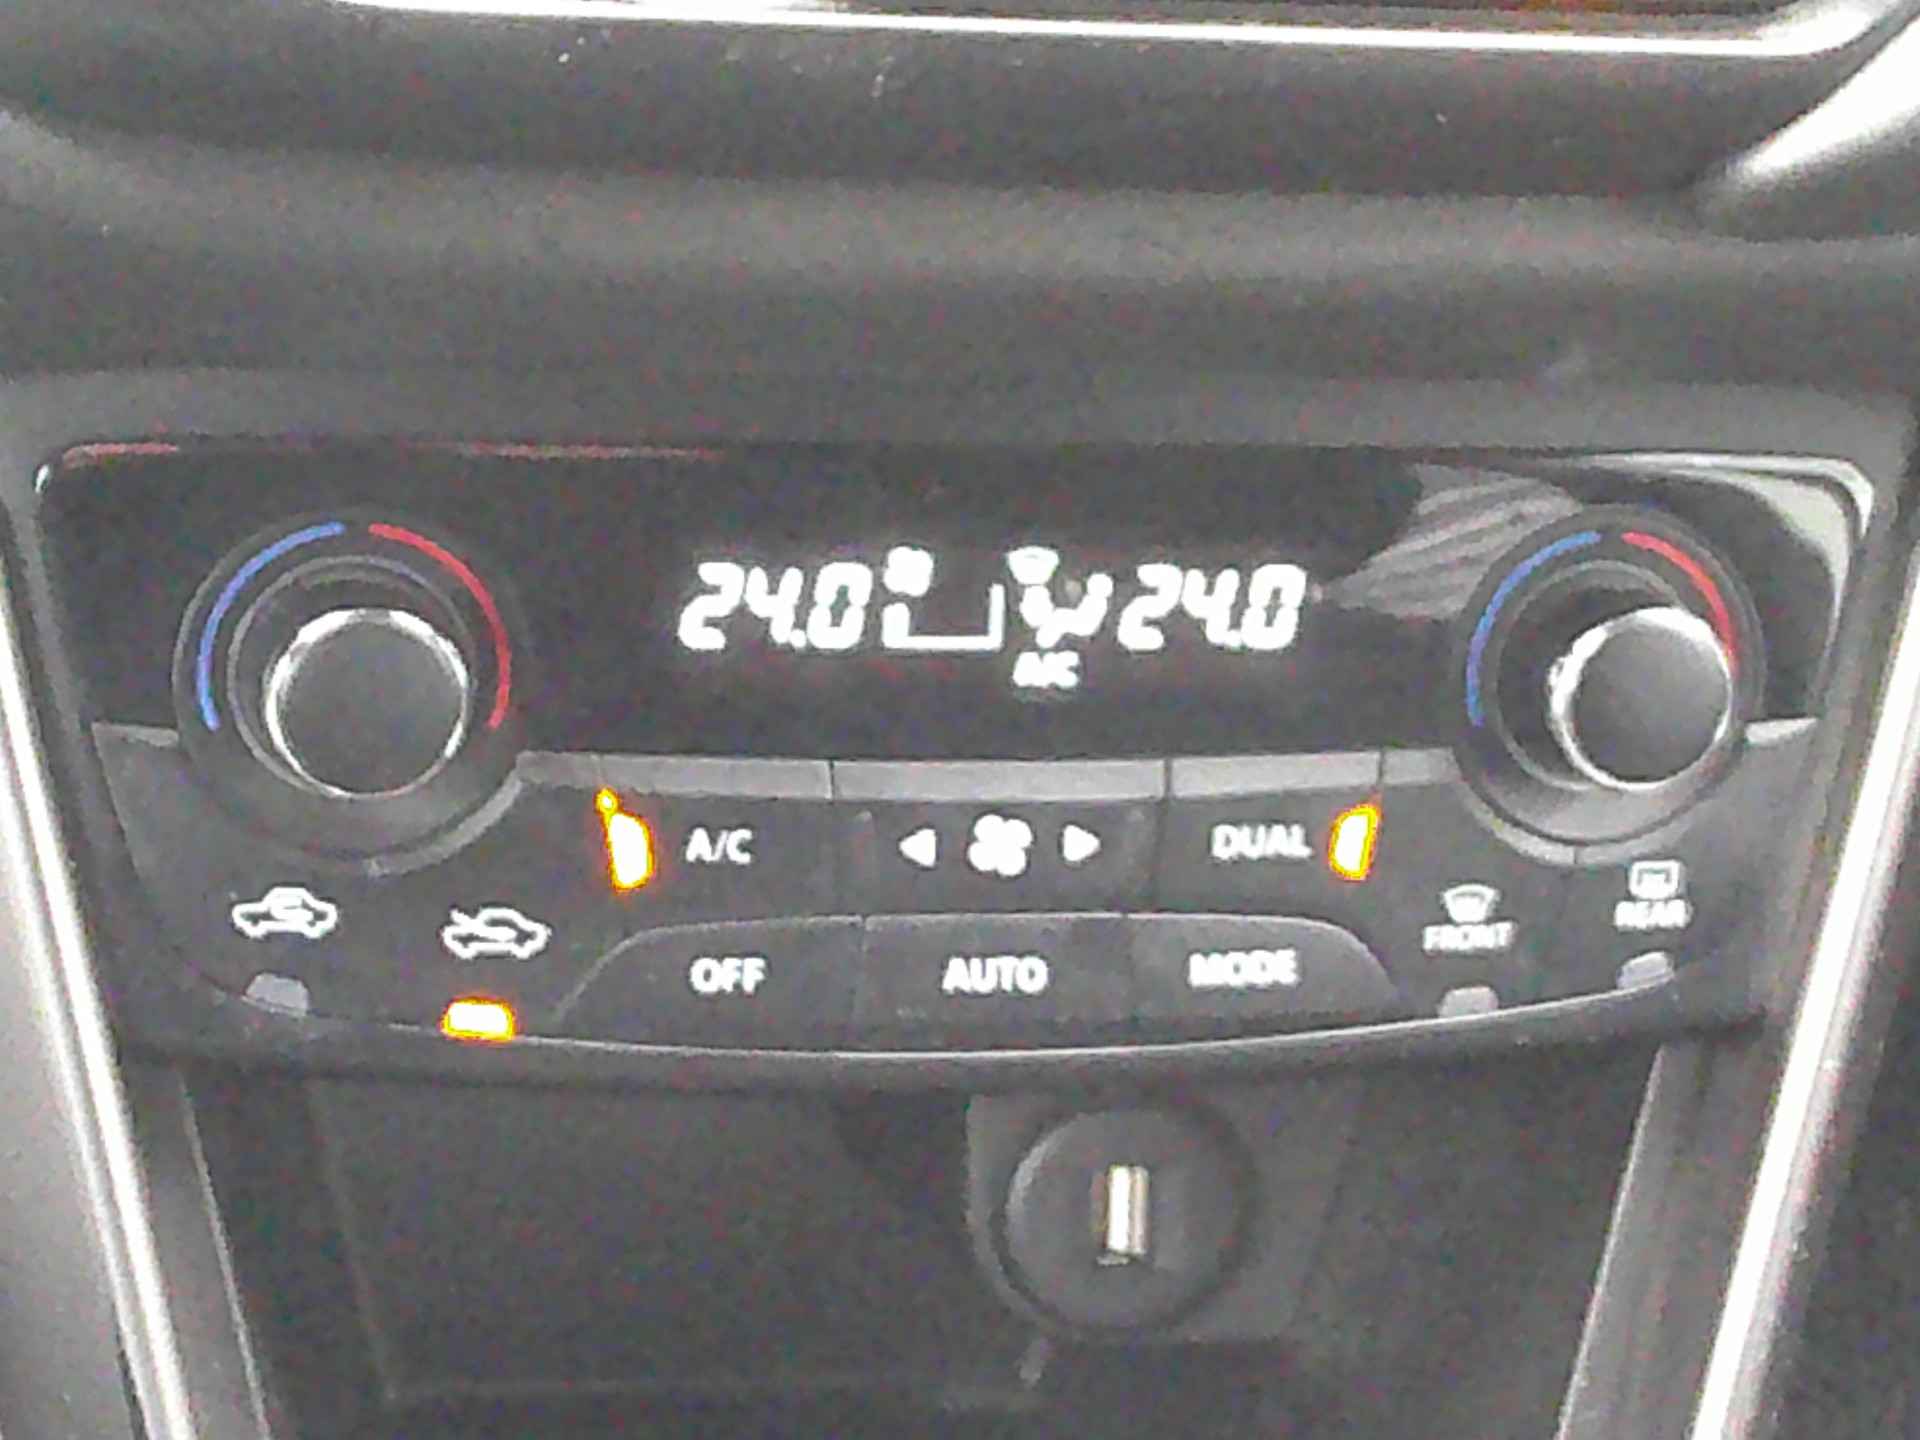 24.0 24.0
A/C
A/C DUAL
REAR
FRONT
OFF AUTO MODE